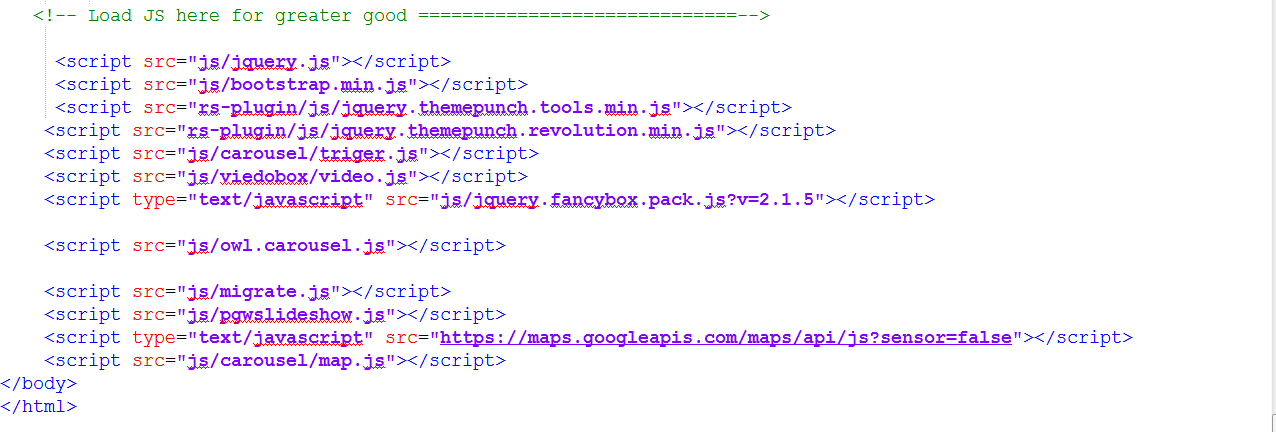 <!-- Load JS here for greater good =============================-->
<script src="js/jquery.js"></script>
<script src="js/bootstrap.min.js"></script>
<script src="rs-plugin/js/jquery.themepunch.tools.min.js"></script>
<script src="rs-plugin/js/jquery.themepunch.revolution.min.js"></script>
<script src="js/carousel/triger.js"></script>
<script src="js/viedobox/video.js"></script>
<script type="text/javascript" src="js/jquery.fancybox.pack.js?v=2.1.5"></script>
<script src="js/owl.carousel.js"></script>
<script src="js/migrate.js"></script>
<script src="js/pgwslideshow.js"></script>
<script type="text/javascript" src="https://maps.googleapis.com/maps/api/js?sensor=false"></script>
<script src="js/carousel/map.js"></script>
</body>
</html>